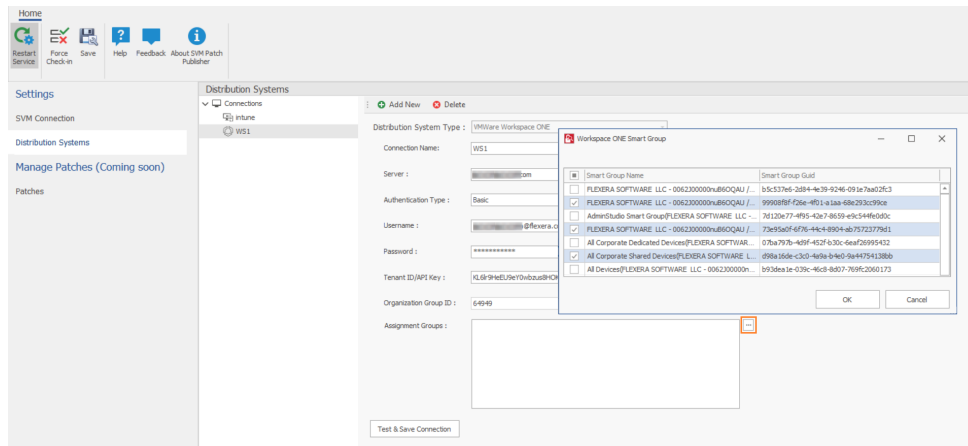 Home
Restart Service
Force Check-in
Save
Help
Feedback
About SVM Patch Publisher
Settings
SVM Connection
Distribution Systems
Manage Patches (Coming soon)
Patches
Distribution Systems
Connections
intune
WS1
Add New
Delete
Distribution System Type : VMWare Workspace ONE
Connection Name: WS1
Server : om
Authentication Type : Basic
Username : @flexera.c
Password : ***********
Tenant ID/API Key :
Organization Group ID : 64949
Assignment Groups :
...
Test & Save Connection
Workspace ONE Smart Group
Smart Group Name Smart Group Guid
FLEXERA SOFTWARE LLC - 0062J00000nuB6OQAU /... b5c537e6-2d84-4e39-9246-091e7aa02fc3
FLEXERA SOFTWARE LLC - 0062J00000nuB6OQAU /... 99908f8f-f26e-4f01-a1aa-68e293cc99ce
AdminStudio Smart Group(FLEXERA SOFTWARE LLC -... 7d120e77-4f95-42e7-8659-e9c544fe0d0c
FLEXERA SOFTWARE LLC - 0062J00000nuB6OQAU /... 73e95a0f-6f76-44c4-8904-ab75723779d1
All Corporate Dedicated Devices(FLEXERA SOFTWAR... 07ba797b-4d9f-452f-b30c-6eaf26995432
All Corporate Shared Devices(FLEXERA SOFTWARE L... d98a16de-c3c0-4a9a-b4e0-9a44754138bb
All Devices(FLEXERA SOFTWARE LLC - 0062J00000n... b93dea1e-039c-46c8-8d07-769fc2060173
OK
Cancel